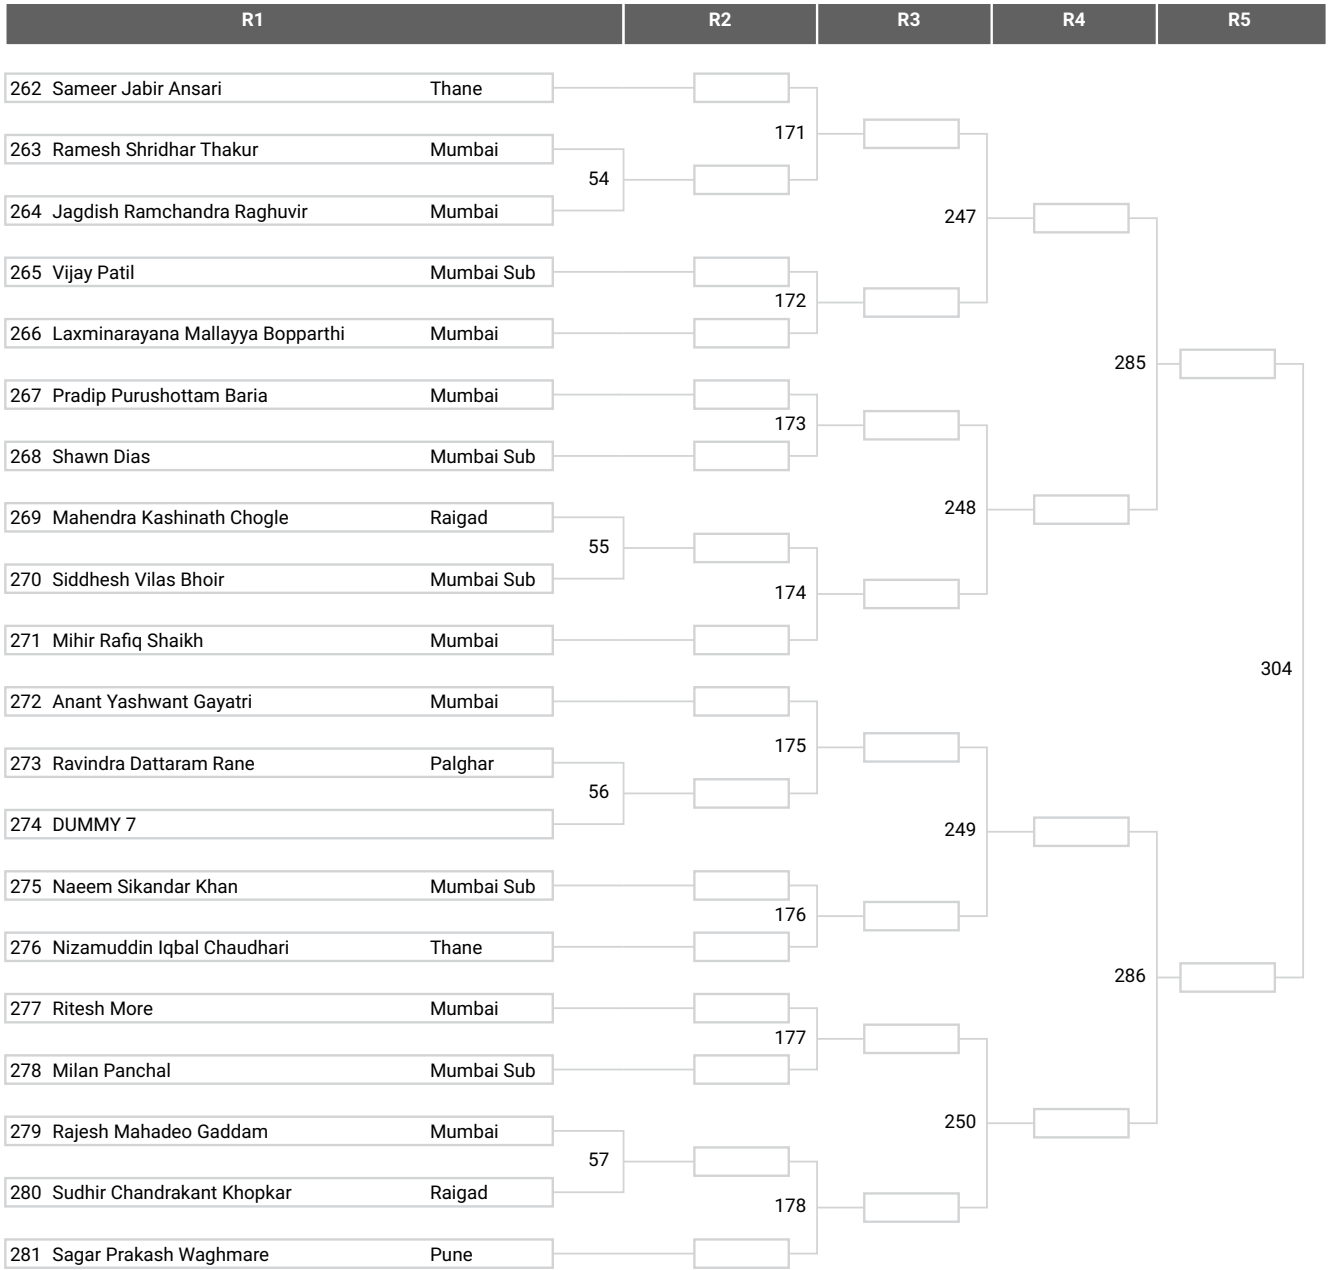 R1 R2 R3 R4 R5
262 Sameer Jabir Ansari Thane
171
263 Ramesh Shridhar Thakur Mumbai
54
264 Jagdish Ramchandra Raghuvir Mumbai
247
265 Vijay Patil Mumbai Sub
172
266 Laxminarayana Mallayya Bopparthi Mumbai
285
267 Pradip Purushottam Baria Mumbai
173
268 Shawn Dias Mumbai Sub
248
269 Mahendra Kashinath Chogle Raigad
55
270 Siddhesh Vilas Bhoir Mumbai Sub
174
271 Mihir Rafiq Shaikh Mumbai
304
272 Anant Yashwant Gayatri Mumbai
175
273 Ravindra Dattaram Rane Palghar
56
274 DUMMY 7
249
275 Naeem Sikandar Khan Mumbai Sub
176
276 Nizamuddin Iqbal Chaudhari Thane
286
277 Ritesh More Mumbai
177
278 Milan Panchal Mumbai Sub
250
279 Rajesh Mahadeo Gaddam Mumbai
57
280 Sudhir Chandrakant Khopkar Raigad
178
281 Sagar Prakash Waghmare Pune